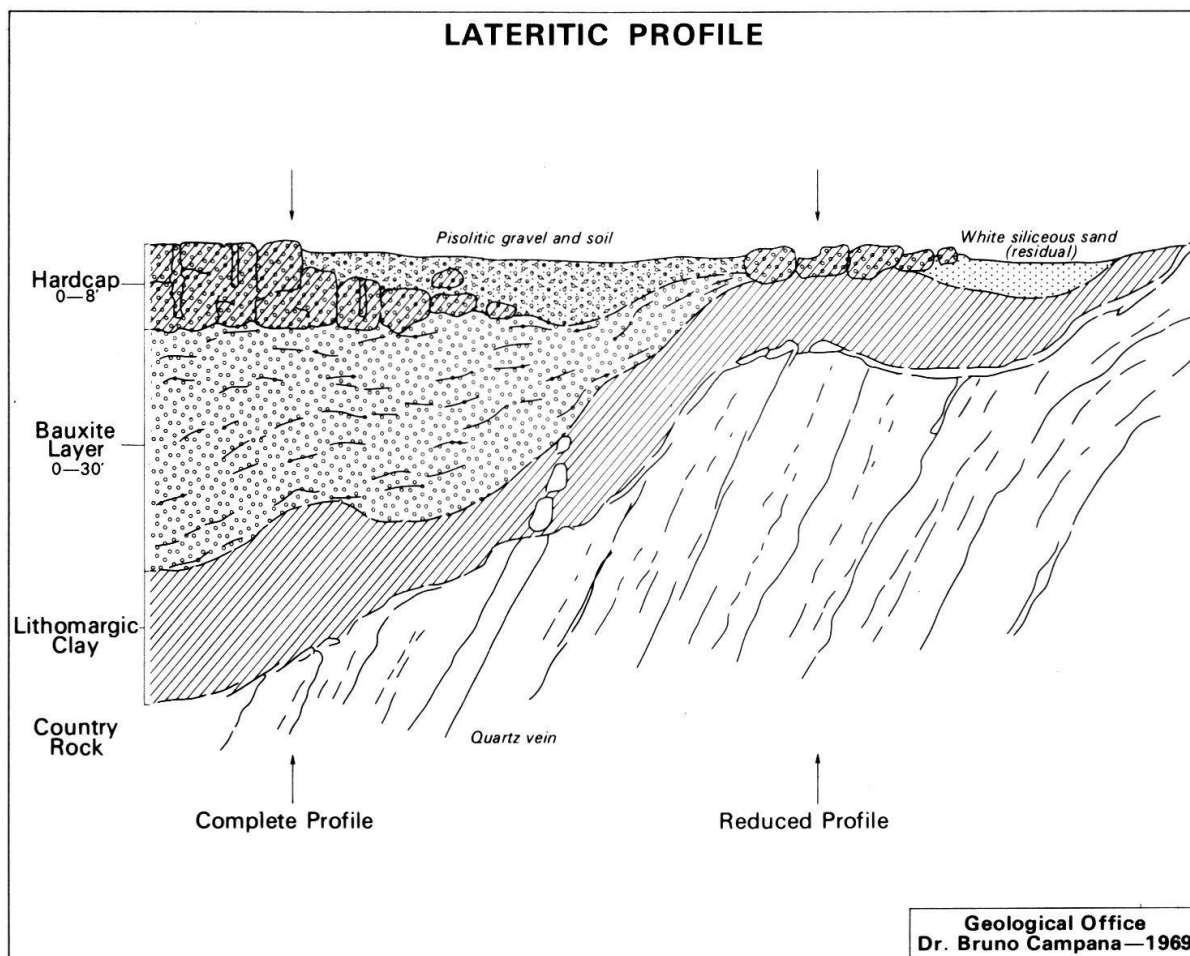 LATERITIC PROFILE
Pisolitic gravel and soil
White siliceous sand
(residual)
Hardcap
0—8'
Bauxite
Layer
0—30'
Lithomargic
Clay
Country
Rock
Quartz vein
Complete Profile
Reduced Profile
Geological Office
Dr. Bruno Campana—1969